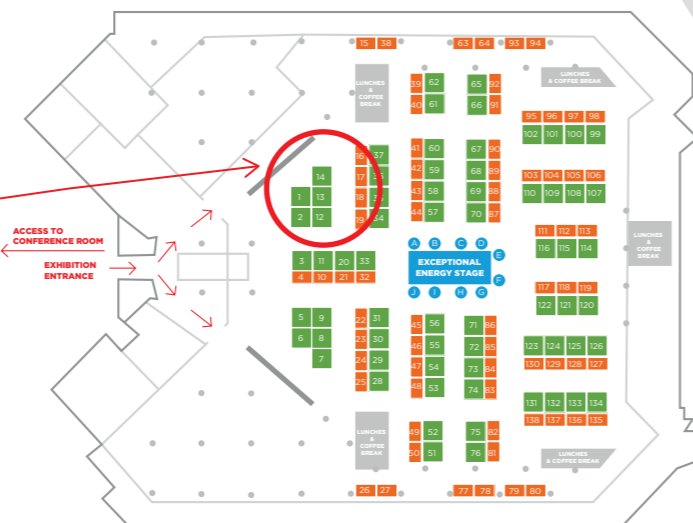 15 38
63 64
93 94
LUNCHES
&
COFFEE
BREAK
39 62
40 61
65 92
66 91
LUNCHES
& COFFEE BREAK
95 96 97 98
102 101 100 99
16 37
17
18
19 34
14
1 13
2 12
41 60
42 59
43 58
44 57
67 90
68 89
69 88
70 87
103 104 105 106
110 109 108 107
ACCESS TO
CONFERENCE ROOM
EXHIBITION
ENTRANCE
3 11 20 33
4 10 21 32
A B C D
E
EXCEPTIONAL
ENERGY STAGE
F
J I H G
111 112 113
116 115 114
LUNCHES
&
COFFEE
BREAK
117 118 119
122 121 120
5 9
6 8
7
22 31
23 30
24 29
25 28
45 56
46 55
47 54
48 53
71 86
72 85
73 84
74 83
123 124 125 126
130 129 128 127
131 132 133 134
138 137 136 135
LUNCHES
&
COFFEE
BREAK
49 52
50 51
75 82
76 81
LUNCHES
& COFFEE BREAK
26 27
77 78
79 80